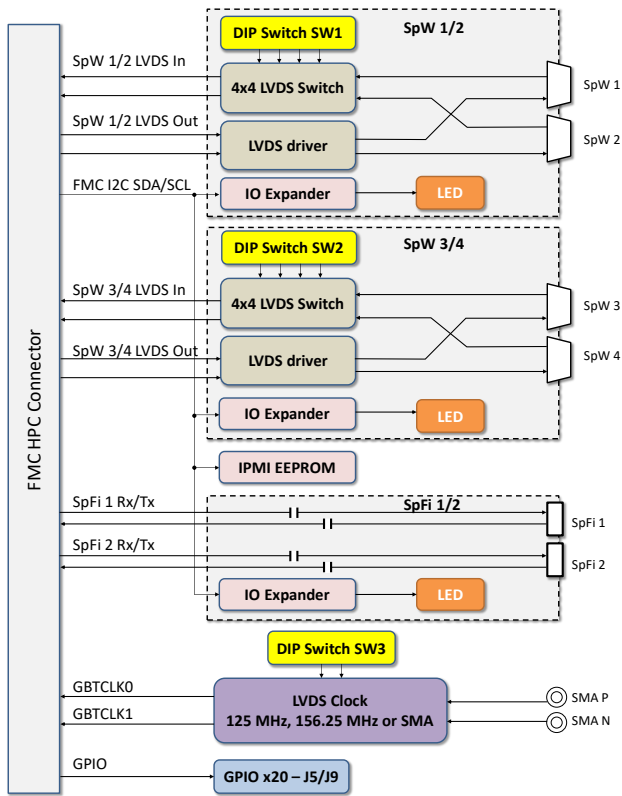 DIP Switch SW1
SpW 1/2
SpW 1/2 LVDS In
4x4 LVDS Switch
SpW 1
SpW 1/2 LVDS Out
LVDS driver
SpW 2
FMC I2C SDA/SCL
IO Expander
LED
DIP Switch SW2
SpW 3/4
SpW 3/4 LVDS In
4x4 LVDS Switch
SpW 3
SpW 3/4 LVDS Out
LVDS driver
SpW 4
IO Expander
LED
FMC HPC Connector
IPMI EEPROM
SpFi 1 Rx/Tx
SpFi 1/2
SpFi 1
SpFi 2 Rx/Tx
SpFi 2
IO Expander
LED
DIP Switch SW3
GBTCLK0
LVDS Clock
125 MHz, 156.25 MHz or SMA
SMA P
GBTCLK1
SMA N
GPIO
GPIO x20 – J5/J9